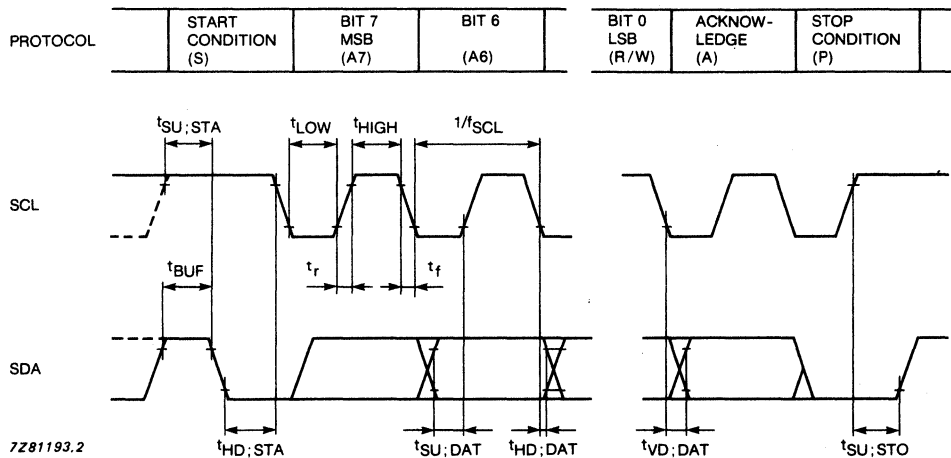 PROTOCOL
START
CONDITION
(S)
BIT 7
MSB
(A7)
BIT 6
(A6)
BIT 0
LSB
(R/W)
ACKNOW-
LEDGE
(A)
STOP
CONDITION
(P)
tSU;STA
tLOW
tHIGH
1/fSCL
SCL
tBUF
tr
tf
SDA
tHD;STA
tSU;DAT
tHD;DAT
tVD;DAT
tSU;STO
7Z81193.2